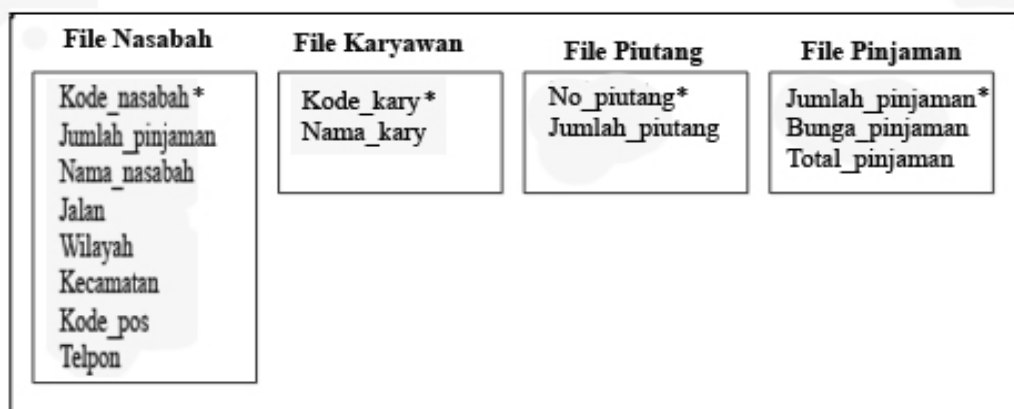 File Nasabah
Kode_nasabah*
Jumlah_pinjaman
Nama_nasabah
Jalan
Wilayah
Kecamatan
Kode_pos
Telpon
File Karyawan
Kode_kary*
Nama_kary
File Piutang
No_piutang*
Jumlah_piutang
File Pinjaman
Jumlah_pinjaman*
Bunga_pinjaman
Total_pinjaman